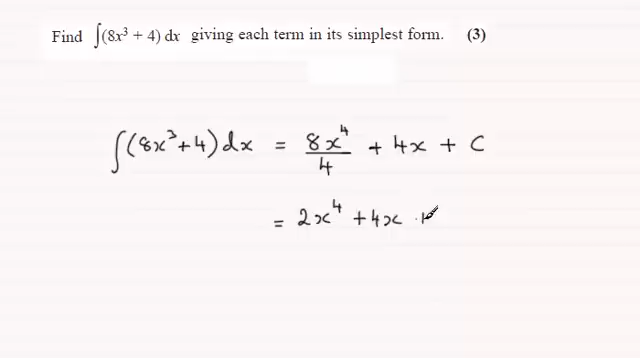 Find ∫(8x³ + 4) dx giving each term in its simplest form. (3)
∫(8x³+4)dx = 8x⁴/4 + 4x + C
= 2x⁴ + 4x